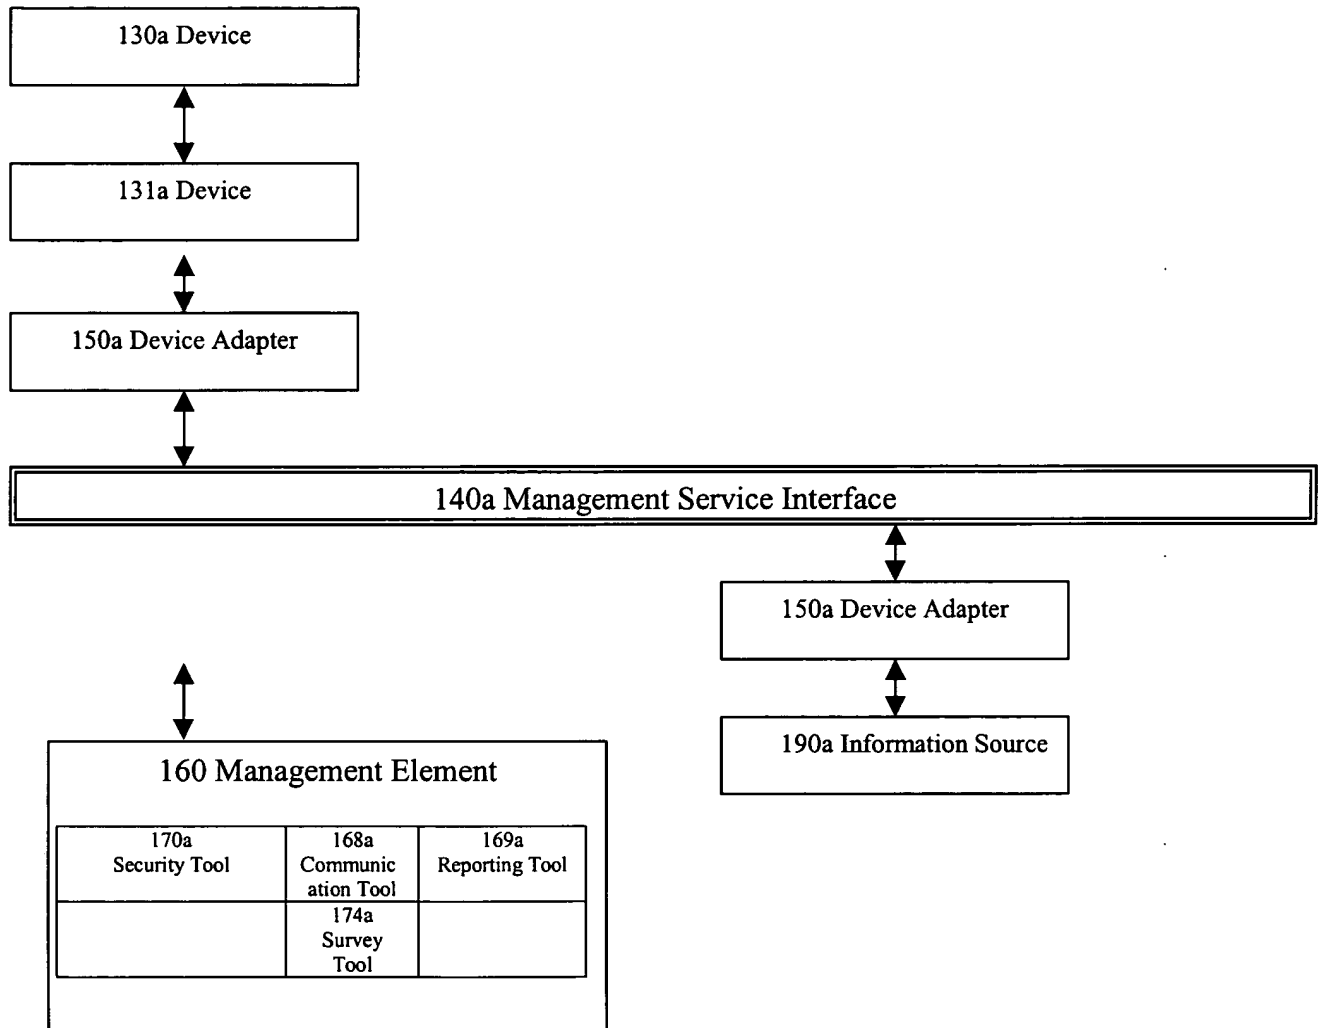 130a Device
131a Device
150a Device Adapter
140a Management Service Interface
150a Device Adapter
190a Information Source
160 Management Element
170a
Security Tool
168a
Communic
ation Tool
169a
Reporting Tool
174a
Survey
Tool